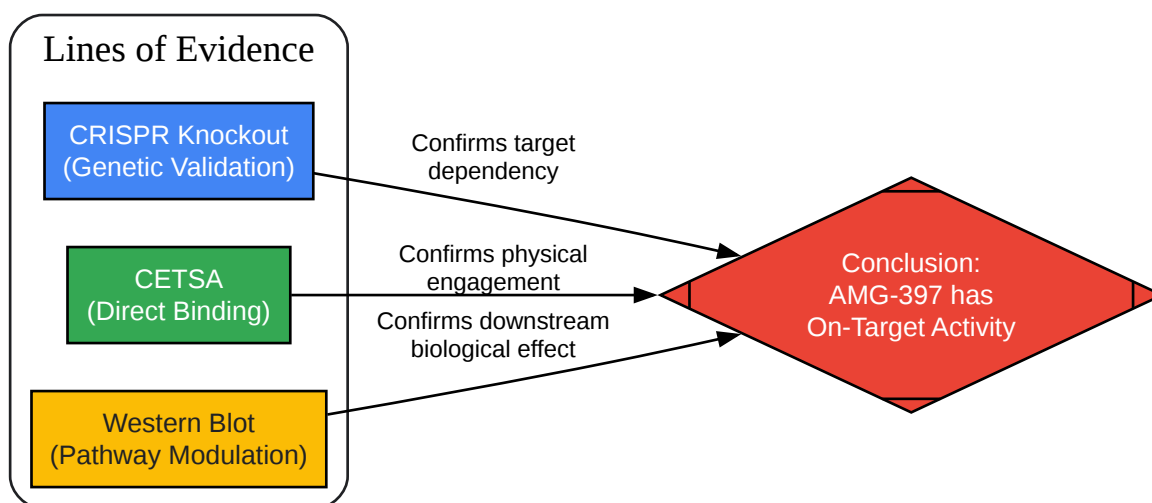 Lines of Evidence
CRISPR Knockout
(Genetic Validation)
Confirms target
dependency
CETSA
(Direct Binding)
Confirms physical
engagement
Western Blot
(Pathway Modulation)
Confirms downstream
biological effect
Conclusion:
AMG-397 has
On-Target Activity